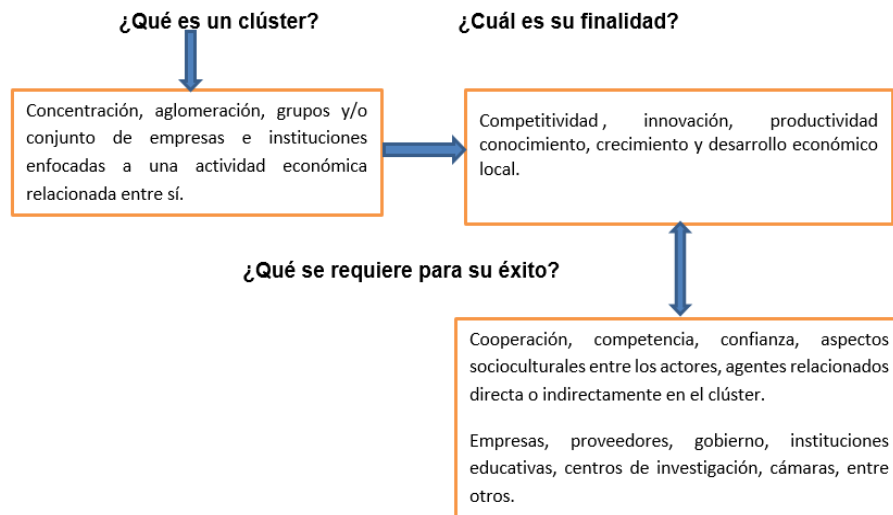 ¿Qué es un clúster?
¿Cuál es su finalidad?
Concentración, aglomeración, grupos y/o
conjunto de empresas e instituciones
enfocadas a una actividad económica
relacionada entre sí.
Competitividad, innovación, productividad
conocimiento, crecimiento y desarrollo económico
local.
¿Qué se requiere para su éxito?
Cooperación, competencia, confianza, aspectos
socioculturales entre los actores, agentes relacionados
directa o indirectamente en el clúster.
Empresas, proveedores, gobierno, instituciones
educativas, centros de investigación, cámaras, entre
otros.